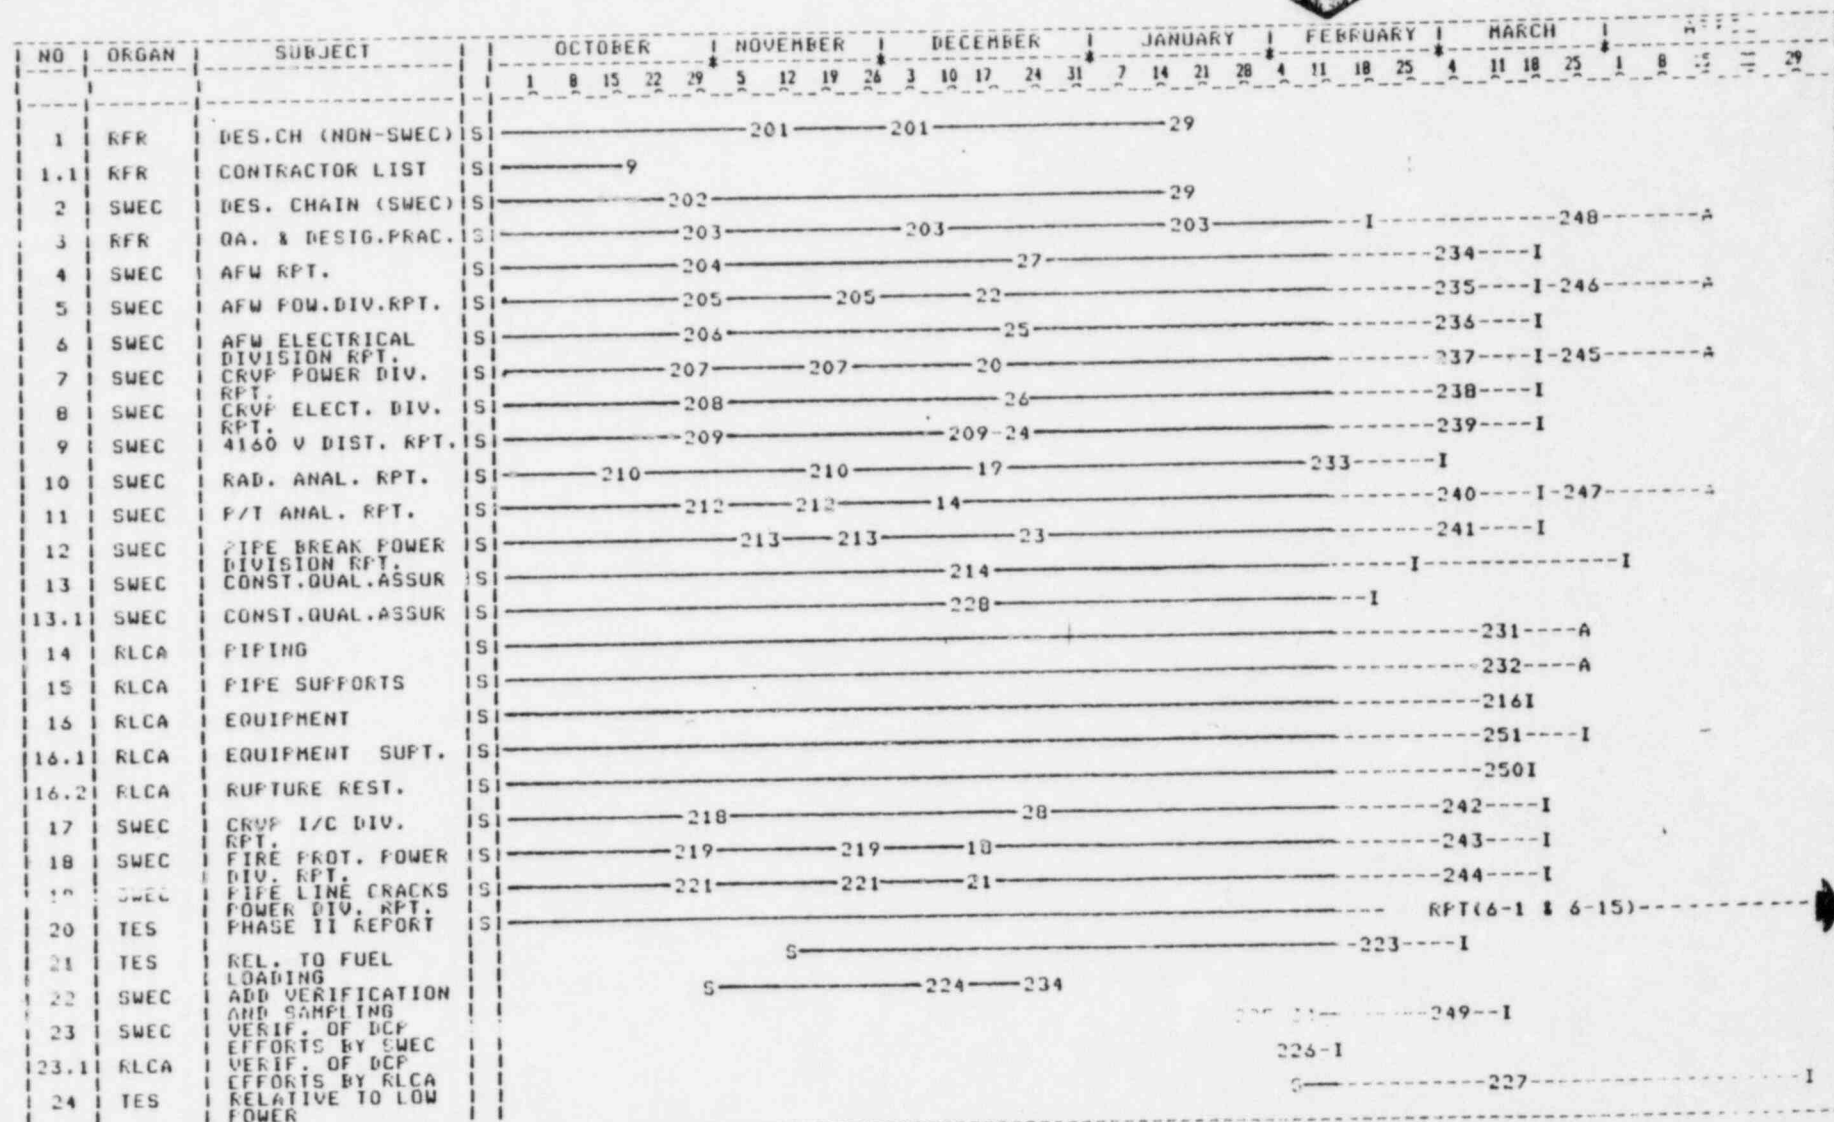 NO ORGAN SUBJECT OCTOBER NOVEMBER DECEMBER JANUARY FEBRUARY MARCH
1 8 15 22 29 5 12 19 26 3 10 17 24 31 7 14 21 28 4 11 18 25 4 11 18 25 1 8 29
1 RFR DES.CH (NON-SWEC) S 201 201 29
1.1 RFR CONTRACTOR LIST S 9
2 SWEC DES. CHAIN (SWEC) S 202 29
3 RFR QA. & DESIG.PRAC. S 203 203 203 I 248 A
4 SWEC AFW RPT. S 204 27 234 I
5 SWEC AFW POW.DIV.RPT. S 205 205 22 235 I-246 A
6 SWEC AFW ELECTRICAL S 206 25 236 I
DIVISION RPT.
7 SWEC CRVP POWER DIV. S 207 207 20 237 I-245 A
RPT.
8 SWEC CRVP ELECT. DIV. S 208 26 238 I
RPT.
9 SWEC 4160 V DIST. RPT. S 209 209-24 239 I
10 SWEC RAD. ANAL. RPT. S 210 210 19 233 I
11 SWEC P/T ANAL. RPT. S 212 212 14 240 I-247
12 SWEC PIPE BREAK POWER S 213 213 23 241 I
DIVISION RPT.
13 SWEC CONST.QUAL.ASSUR S 214 I I
13.1 SWEC CONST.QUAL.ASSUR S 228 I
14 RLCA PIPING S 231 A
15 RLCA PIPE SUPPORTS S 232 A
16 RLCA EQUIPMENT S 216I
16.1 RLCA EQUIPMENT SUPT. S 251 I
16.2 RLCA RUPTURE REST. S 250I
17 SWEC CRVP I/C DIV. S 218 28 242 I
RPT.
18 SWEC FIRE PROT. POWER S 219 219 18 243 I
DIV. RPT.
SWEC PIPE LINE CRACKS S 221 221 21 244 I
POWER DIV. RPT.
20 TES PHASE II REPORT S RPT(6-1 & 6-15)
21 TES REL. TO FUEL S 223 I
LOADING
22 SWEC ADD VERIFICATION S 224 234
AND SAMPLING
23 SWEC VERIF. OF DCP 249 I
EFFORTS BY SWEC
23.1 RLCA VERIF. OF DCP 226-I
EFFORTS BY RLCA
24 TES RELATIVE TO LOW S 227 I
POWER